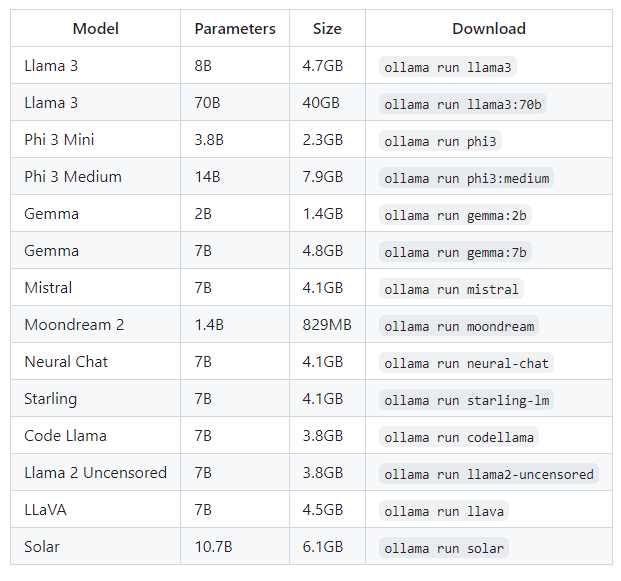 Model Parameters Size Download
Llama 3 8B 4.7GB ollama run llama3
Llama 3 70B 40GB ollama run llama3:70b
Phi 3 Mini 3.8B 2.3GB ollama run phi3
Phi 3 Medium 14B 7.9GB ollama run phi3:medium
Gemma 2B 1.4GB ollama run gemma:2b
Gemma 7B 4.8GB ollama run gemma:7b
Mistral 7B 4.1GB ollama run mistral
Moondream 2 1.4B 829MB ollama run moondream
Neural Chat 7B 4.1GB ollama run neural-chat
Starling 7B 4.1GB ollama run starling-lm
Code Llama 7B 3.8GB ollama run codellama
Llama 2 Uncensored 7B 3.8GB ollama run llama2-uncensored
LLaVA 7B 4.5GB ollama run llava
Solar 10.7B 6.1GB ollama run solar